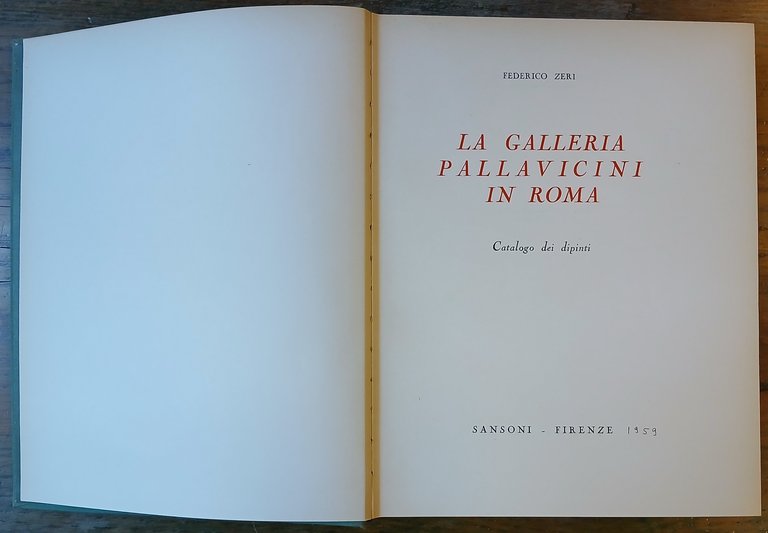 FEDERICO ZERI
LA GALLERIA
PALLAVICINI
IN ROMA
Catalogo dei dipinti
SANSONI - FIRENZE 1959